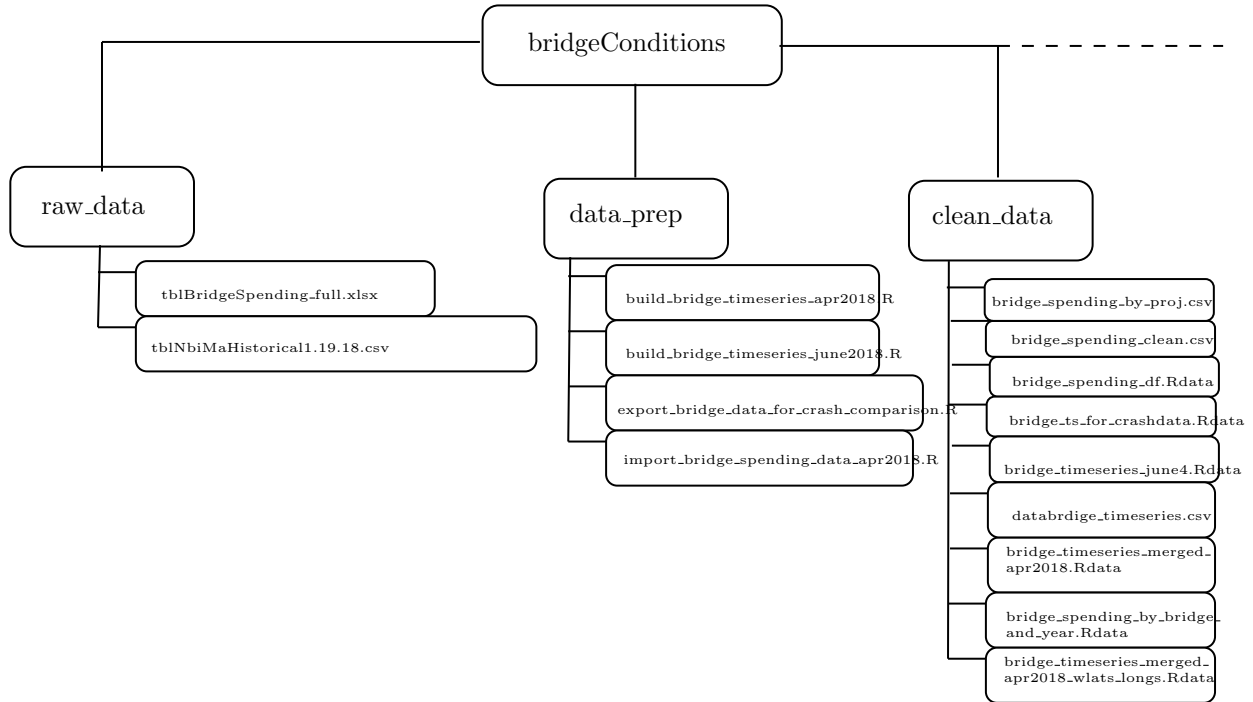 bridgeConditions
raw_data
data_prep
clean_data
tblBridgeSpending_full.xlsx
tblNbiMaHistorical1.19.18.csv
build_bridge_timeseries_apr2018.R
build_bridge_timeseries_june2018.R
export_bridge_data_for_crash_comparison.R
import_bridge_spending_data_apr2018.R
bridge_spending_by_proj.csv
bridge_spending_clean.csv
bridge_spending_df.Rdata
bridge_ts_for_crashdata.Rdata
bridge_timeseries_june4.Rdata
databrdige_timeseries.csv
bridge_timeseries_merged_
apr2018.Rdata
bridge_spending_by_bridge_
and_year.Rdata
bridge_timeseries_merged_
apr2018_wlats_longs.Rdata